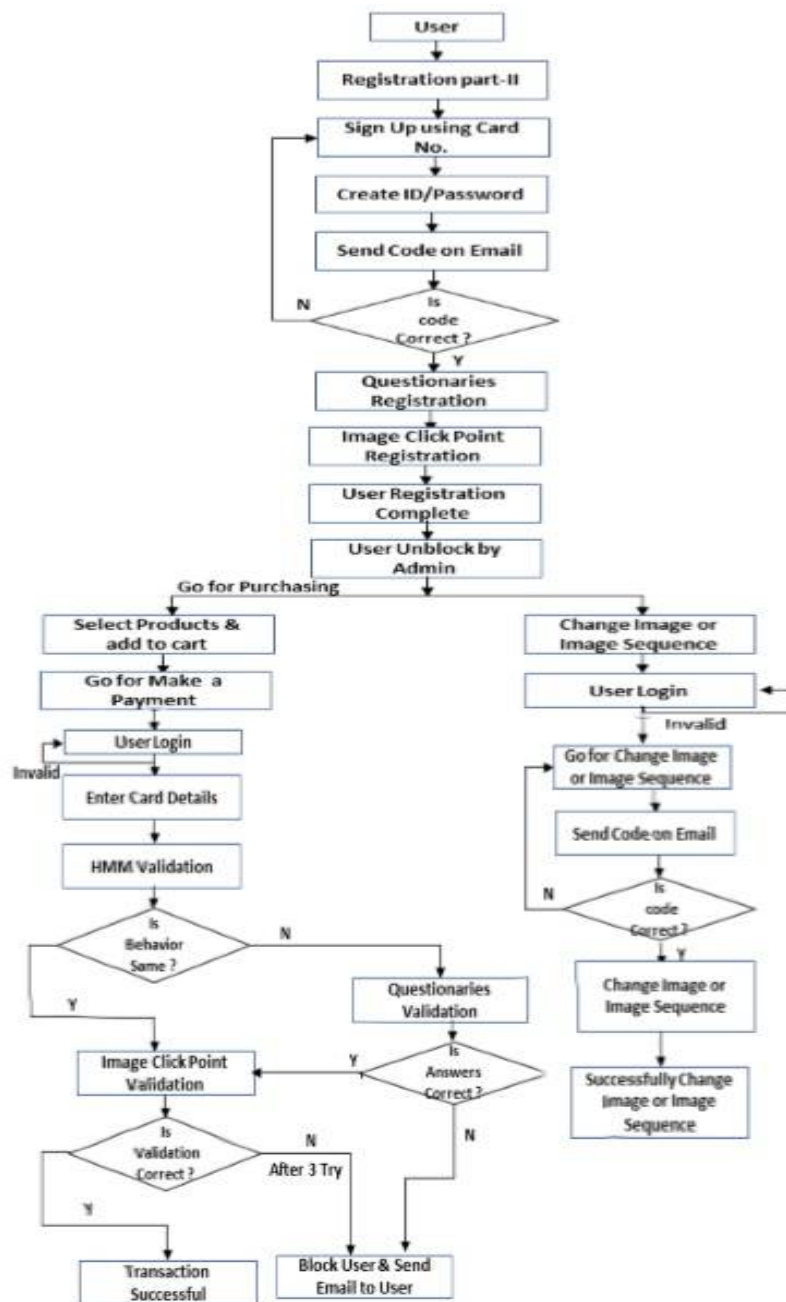 User
Registration part-II
Sign Up using Card
No.
Create ID/Password
Send Code on Email
N
Is
code
Correct ?
Y
Questionaries
Registration
Image Click Point
Registration
User Registration
Complete
User Unblock by
Admin
Go for Purchasing
Select Products &
add to cart
Go for Make a
Payment
User Login
Invalid
Enter Card Details
HMM Validation
Is
Behavior
Same ?
N
Y
Questionaries
Validation
Image Click Point
Validation
Y
Is
Answers
Correct ?
N
Is
Validation
Correct ?
N
After 3 Try
Y
Transaction
Successful
Block User & Send
Email to User
Change Image or
Image Sequence
User Login
Invalid
Go for Change Image
or Image Sequence
Send Code on Email
N
Is
code
Correct ?
Y
Change Image or
Image Sequence
Successfully Change
Image or Image
Sequence